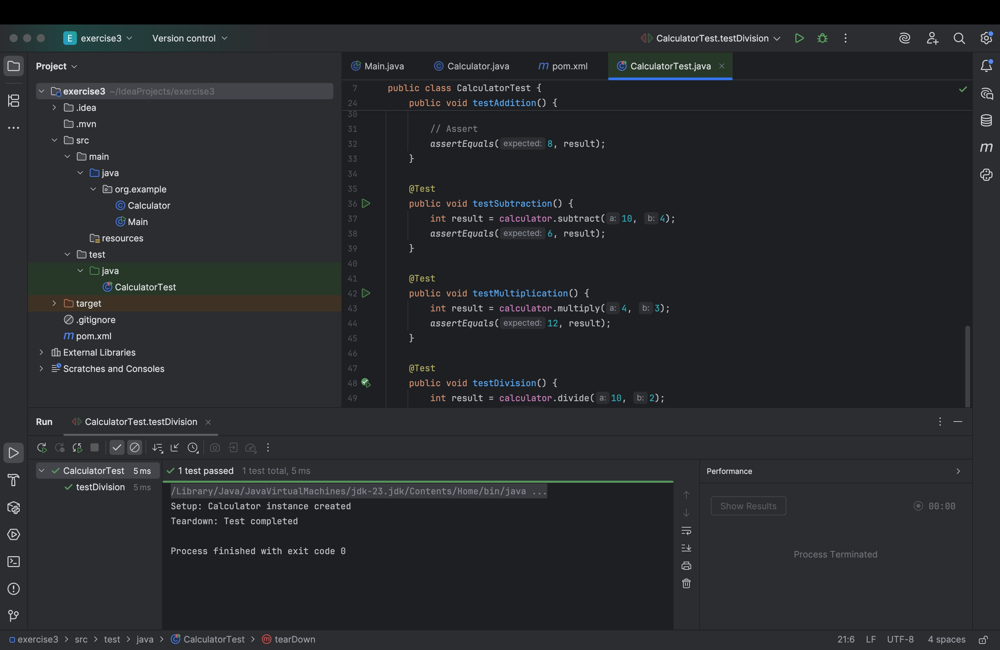 E exercise3 Version control CalculatorTest.testDivision
Project
Main.java Calculator.java m pom.xml CalculatorTest.java
exercise3 ~/IdeaProjects/exercise3
.idea
.mvn
src
main
java
org.example
Calculator
Main
resources
test
java
CalculatorTest
target
.gitignore
m pom.xml
External Libraries
Scratches and Consoles
7 public class CalculatorTest {
24 public void testAddition() {
30
31 // Assert
32 assertEquals( expected: 8, result);
33 }
34
35 @Test
36 public void testSubtraction() {
37 int result = calculator.subtract( a: 10, b: 4);
38 assertEquals( expected: 6, result);
39 }
40
41 @Test
42 public void testMultiplication() {
43 int result = calculator.multiply( a: 4, b: 3);
44 assertEquals( expected: 12, result);
45 }
46
47 @Test
48 public void testDivision() {
49 int result = calculator.divide( a: 10, b: 2);
Run CalculatorTest.testDivision
CalculatorTest 5 ms
testDivision 5 ms
1 test passed 1 test total, 5 ms
/Library/Java/JavaVirtualMachines/jdk-23.jdk/Contents/Home/bin/java ...
Setup: Calculator instance created
Teardown: Test completed
Process finished with exit code 0
Performance
Show Results 00:00
Process Terminated
exercise3 > src > test > java > CalculatorTest > m tearDown 21:6 LF UTF-8 4 spaces